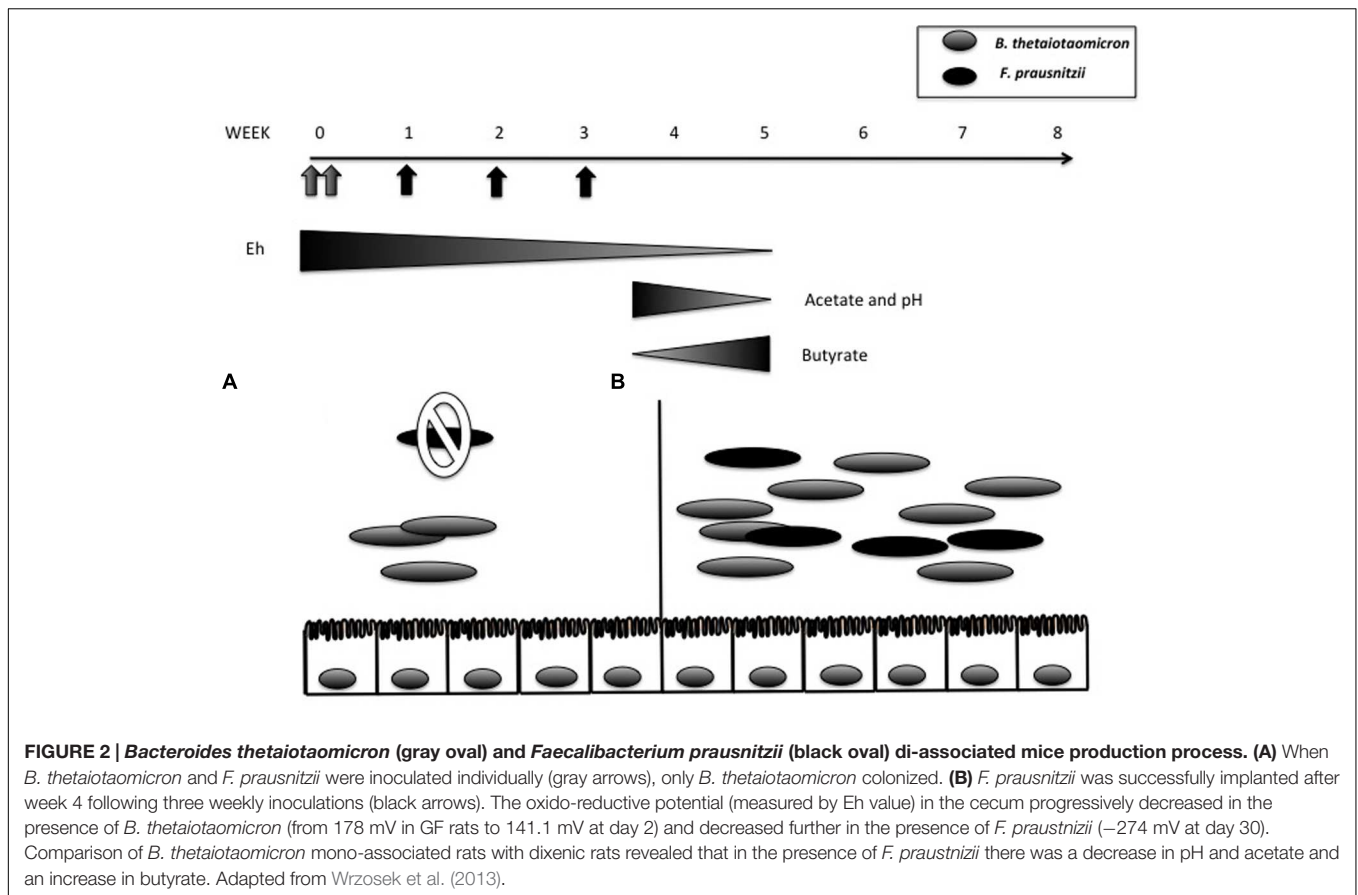 B. thetaiotaomicron
F. prausnitzii
WEEK 0 1 2 3 4 5 6 7 8
Eh
Acetate and pH
Butyrate
A B
FIGURE 2 | Bacteroides thetaiotaomicron (gray oval) and Faecalibacterium prausnitzii (black oval) di-associated mice production process. (A) When
B. thetaiotaomicron and F. prausnitzii were inoculated individually (gray arrows), only B. thetaiotaomicron colonized. (B) F. prausnitzii was successfully implanted after
week 4 following three weekly inoculations (black arrows). The oxido-reductive potential (measured by Eh value) in the cecum progressively decreased in the
presence of B. thetaiotaomicron (from 178 mV in GF rats to 141.1 mV at day 2) and decreased further in the presence of F. praustnizii (−274 mV at day 30).
Comparison of B. thetaiotaomicron mono-associated rats with dixenic rats revealed that in the presence of F. praustnizii there was a decrease in pH and acetate and
an increase in butyrate. Adapted from Wrzosek et al. (2013).